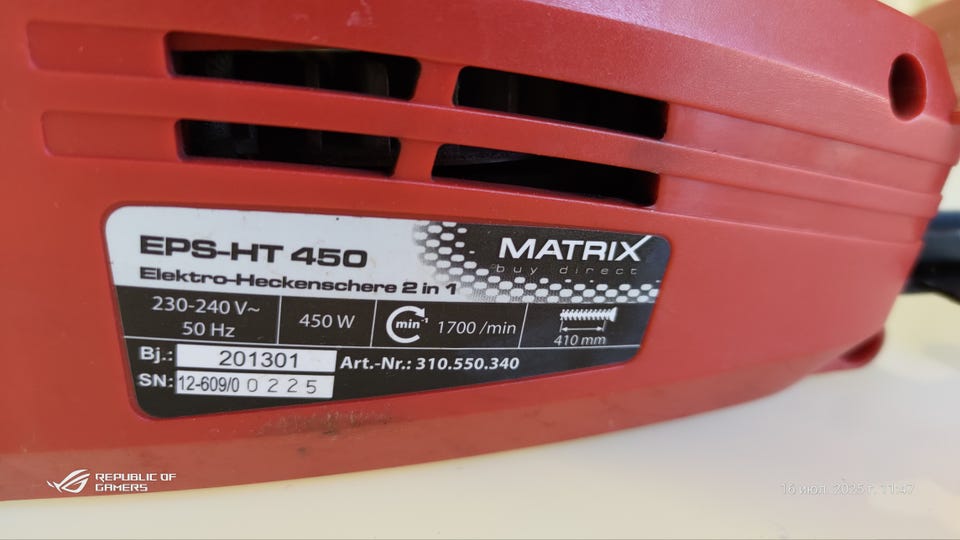 EPS-HT 450
MATRIX
buy direct
Elektro-Heckenschere 2 in 1
230-240 V~
50 Hz
450 W
min⁻¹
1700 /min
410 mm
Bj.: 201301
Art.-Nr.: 310.550.340
SN: 12-609/0 0 2 2 5
REPUBLIC OF
GAMERS
16 июл. 2025 г. 11:47